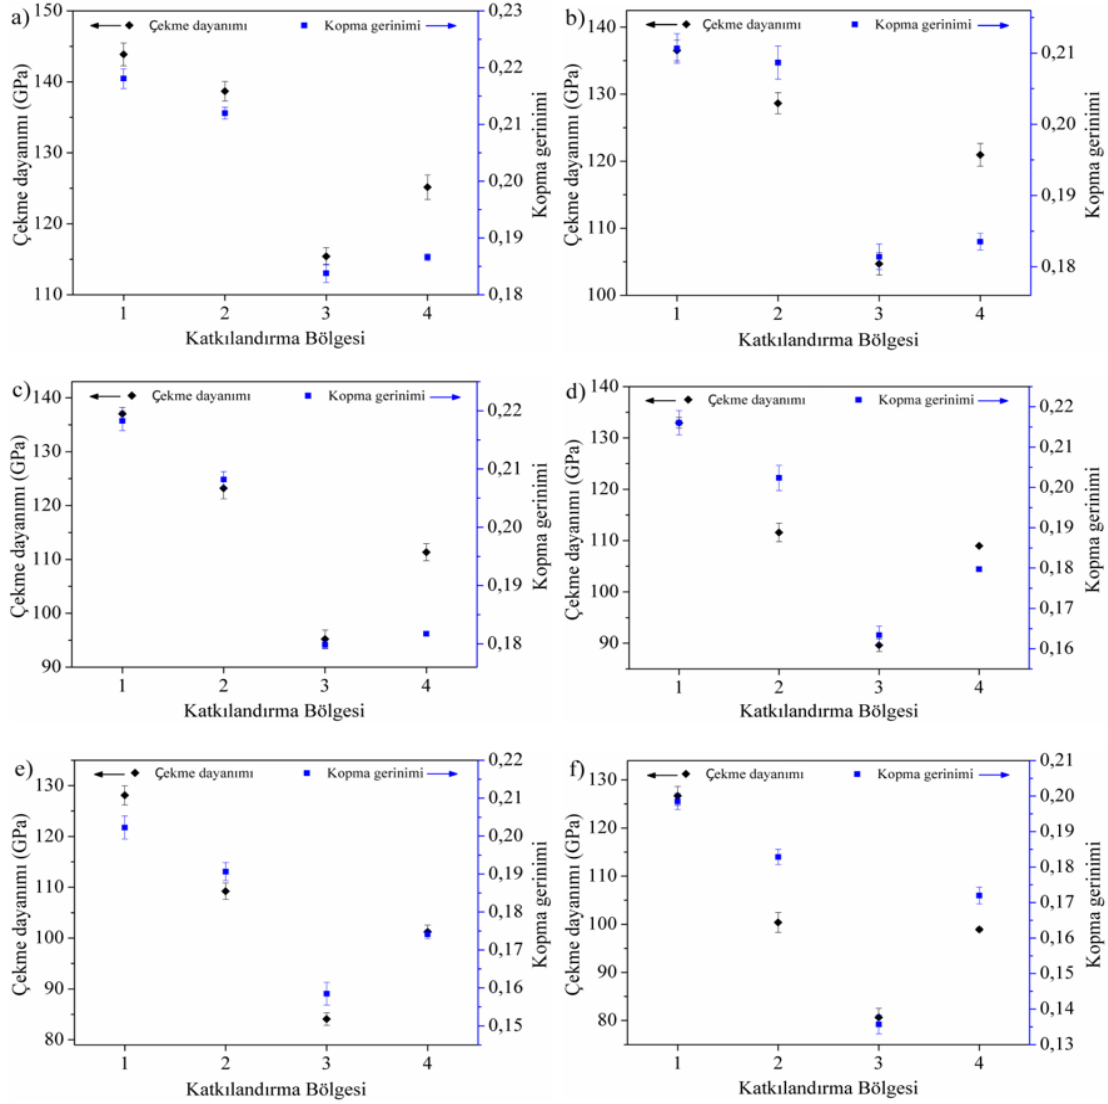 a)
Çekme dayanımı
Kopma gerinimi
150
140
130
120
110
Çekme dayanımı (GPa)
0,23
0,22
0,21
0,20
0,19
0,18
Kopma gerinimi
1 2 3 4
Katkılandırma Bölgesi
b)
Çekme dayanımı
Kopma gerinimi
140
130
120
110
100
Çekme dayanımı (GPa)
0,21
0,20
0,19
0,18
Kopma gerinimi
1 2 3 4
Katkılandırma Bölgesi
c)
Çekme dayanımı
Kopma gerinimi
140
130
120
110
100
90
Çekme dayanımı (GPa)
0,22
0,21
0,20
0,19
0,18
Kopma gerinimi
1 2 3 4
Katkılandırma Bölgesi
d)
Çekme dayanımı
Kopma gerinimi
140
130
120
110
100
90
Çekme dayanımı (GPa)
0,22
0,21
0,20
0,19
0,18
0,16
0,16
Kopma gerinimi
1 2 3 4
Katkılandırma Bölgesi
e)
Çekme dayanımı
Kopma gerinimi
130
120
110
100
90
80
Çekme dayanımı (GPa)
0,22
0,21
0,20
0,19
0,18
0,17
0,16
0,15
Kopma gerinimi
1 2 3 4
Katkılandırma Bölgesi
f)
Çekme dayanımı
Kopma gerinimi
130
120
110
100
90
80
Çekme dayanımı (GPa)
0,21
0,20
0,19
0,18
0,17
0,16
0,15
0,14
0,13
Kopma gerinimi
1 2 3 4
Katkılandırma Bölgesi